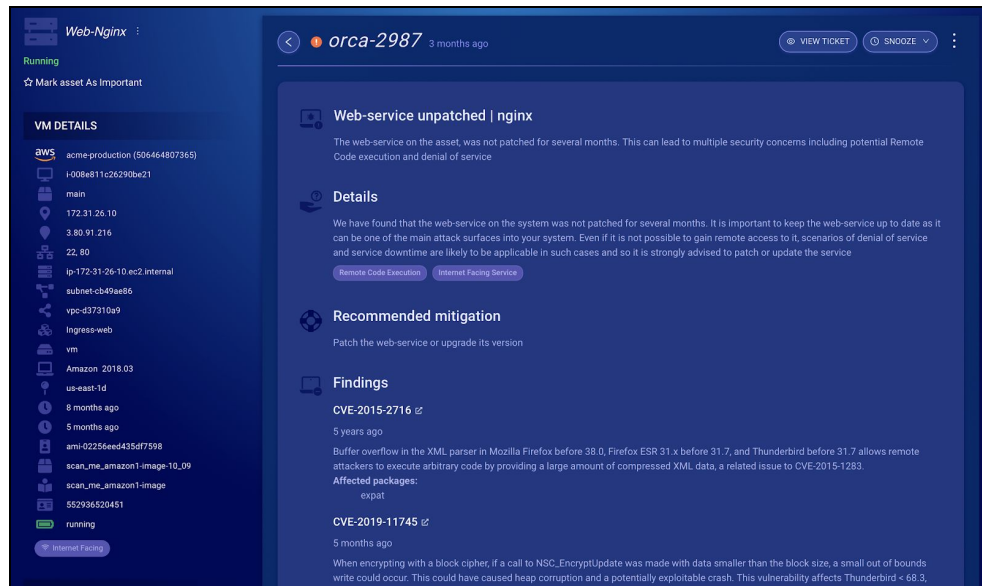 Web-Nginx
Running
Mark asset As Important
VM DETAILS
aws acme-production (506464807365)
i-008e811c26290be21
main
172.31.26.10
3.80.91.216
22, 80
ip-172-31-26-10.ec2.internal
subnet-cb49ae86
vpc-d37310a9
Ingress-web
vm
Amazon 2018.03
us-east-1d
8 months ago
5 months ago
ami-02256eed435df7598
scan_me_amazon1-image-10_09
scan_me_amazon1-image
552936520451
running
Internet Facing
orca-2987 3 months ago
VIEW TICKET
SNOOZE
Web-service unpatched | nginx
The web-service on the asset, was not patched for several months. This can lead to multiple security concerns including potential Remote
Code execution and denial of service
Details
We have found that the web-service on the system was not patched for several months. It is important to keep the web-service up to date as it
can be one of the main attack surfaces into your system. Even if it is not possible to gain remote access to it, scenarios of denial of service
and service downtime are likely to be applicable in such cases and so it is strongly advised to patch or update the service
Remote Code Execution Internet Facing Service
Recommended mitigation
Patch the web-service or upgrade its version
Findings
CVE-2015-2716
5 years ago
Buffer overflow in the XML parser in Mozilla Firefox before 38.0, Firefox ESR 31.x before 31.7, and Thunderbird before 31.7 allows remote
attackers to execute arbitrary code by providing a large amount of compressed XML data, a related issue to CVE-2015-1283.
Affected packages:
expat
CVE-2019-11745
5 months ago
When encrypting with a block cipher, if a call to NSC_EncryptUpdate was made with data smaller than the block size, a small out of bounds
write could occur. This could have caused heap corruption and a potentially exploitable crash. This vulnerability affects Thunderbird < 68.3,